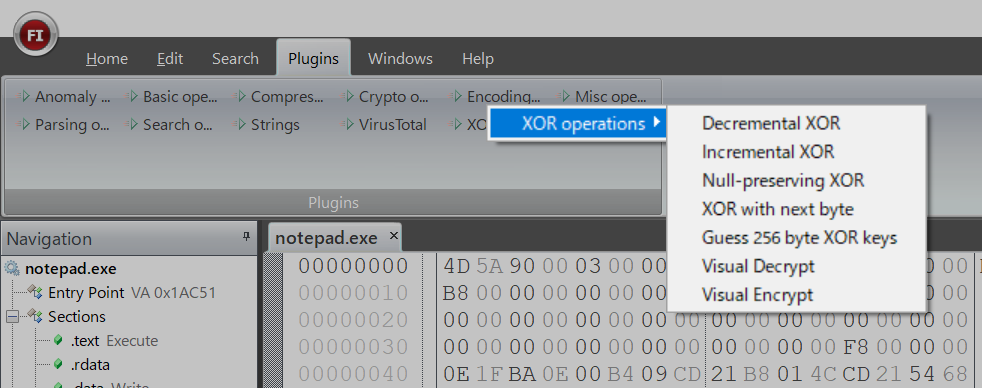 FI
Home Edit Search Plugins Windows Help
Anomaly ... Basic ope... Compres... Crypto o... Encoding... Misc ope...
Parsing o... Search o... Strings VirusTotal XO
XOR operations
Decremental XOR
Incremental XOR
Null-preserving XOR
XOR with next byte
Guess 256 byte XOR keys
Visual Decrypt
Visual Encrypt
Plugins
Navigation
notepad.exe
Entry Point VA 0x1AC51
Sections
.text Execute
.rdata
.data Write
notepad.exe ×
00000000 4D 5A 90 00 03 00 00
00000010 B8 00 00 00 00 00 00
00000020 00 00 00 00 00 00 00 00 00 00 00 00 00 00 00
00000030 00 00 00 00 00 00 00 00 00 00 00 00 F8 00 00 00
00000040 0E 1F BA 0E 00 B4 09 CD 21 B8 01 4C CD 21 54 68